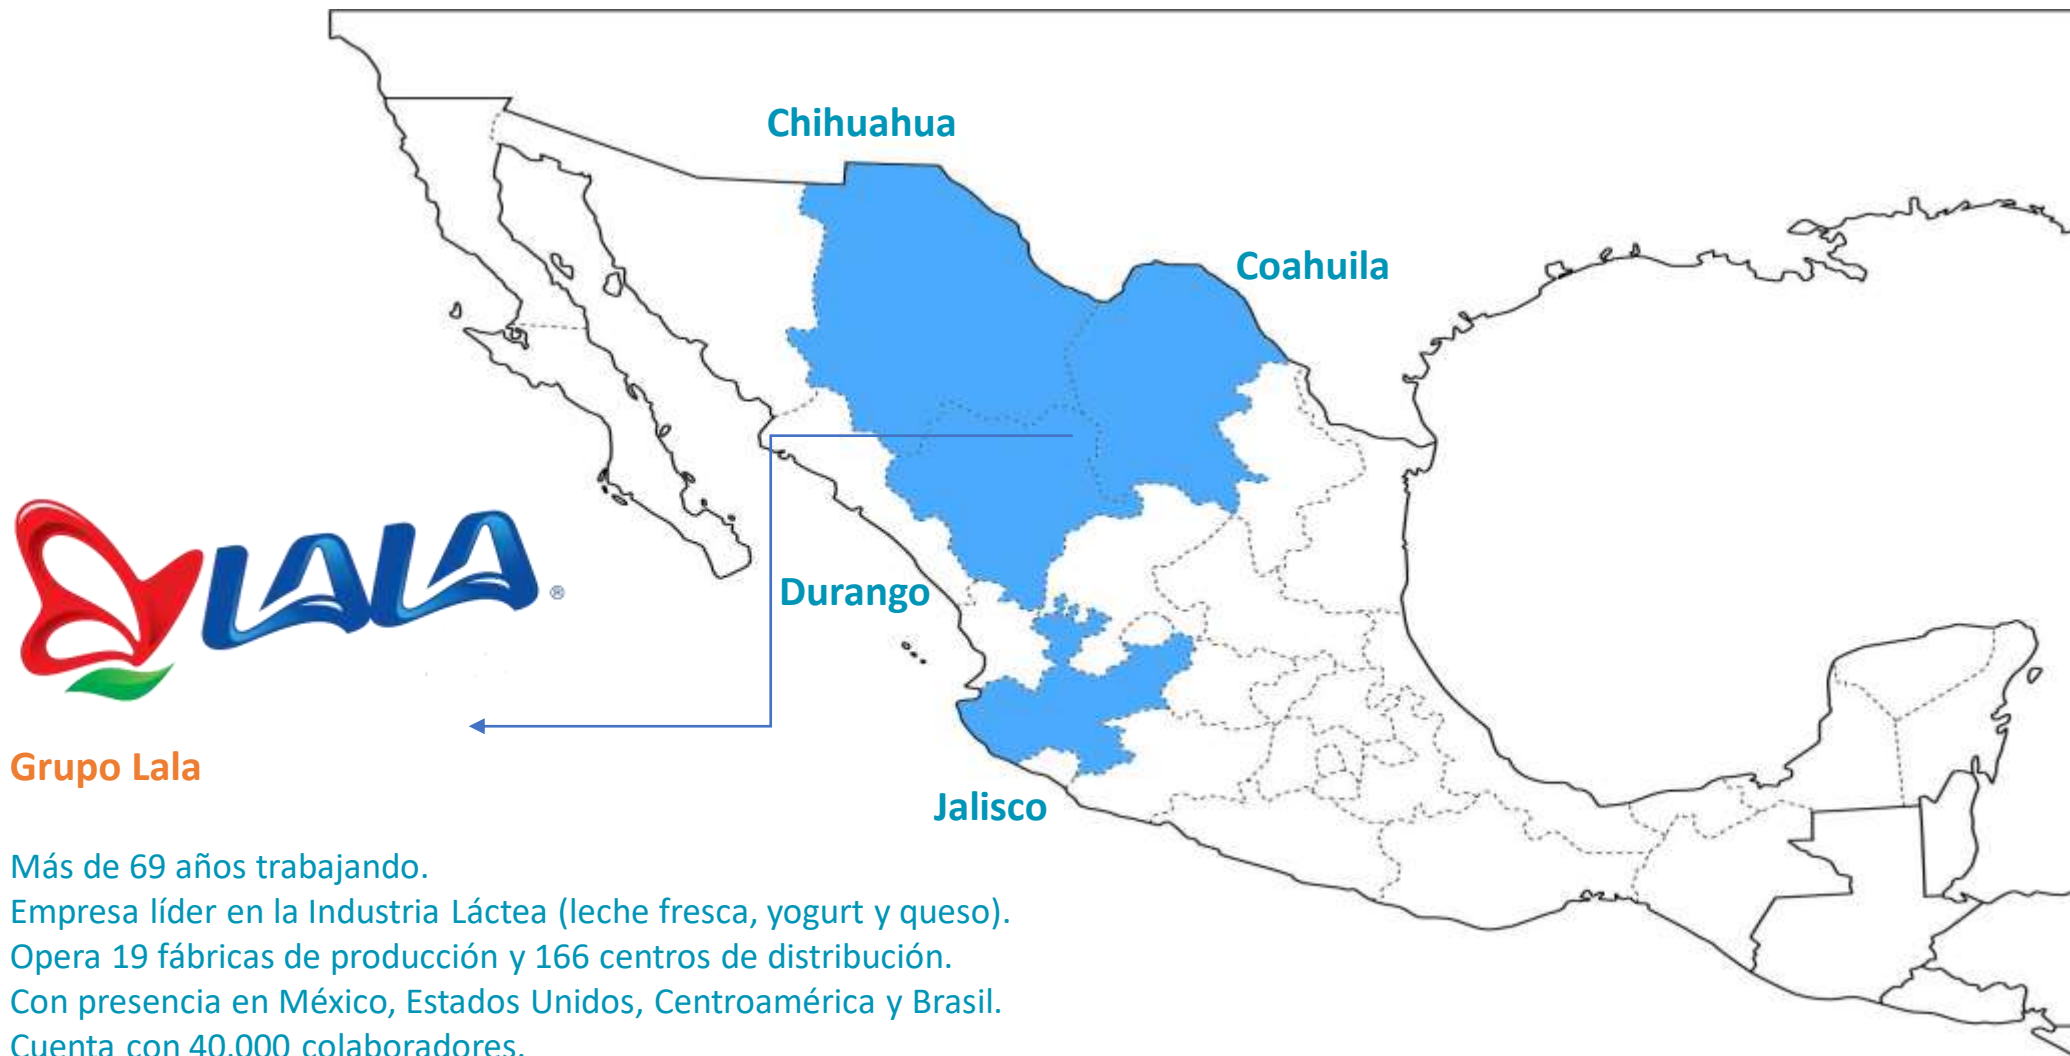 Chihuahua
Coahuila
LALA®
Durango
Grupo Lala
Jalisco
Más de 69 años trabajando.
Empresa líder en la Industria Láctea (leche fresca, yogurt y queso).
Opera 19 fábricas de producción y 166 centros de distribución.
Con presencia en México, Estados Unidos, Centroamérica y Brasil.
Cuenta con 40,000 colaboradores.